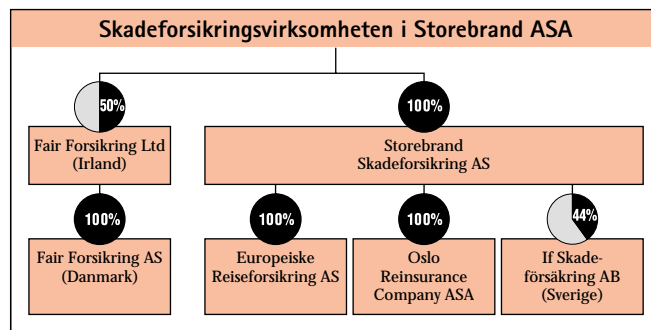 Skadeforsikringsvirksomheten i Storebrand ASA
50%
100%
Fair Forsikring Ltd
(Irland)
Storebrand
Skadeforsikring AS
100%
100%
100%
44%
Fair Forsikring AS
(Danmark)
Europeiske
Reiseforsikring AS
Oslo
Reinsurance
Company ASA
If Skade-
försäkring AB
(Sverige)